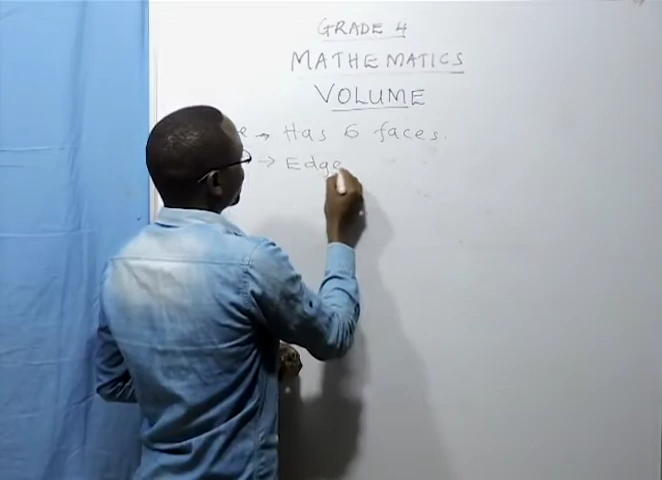 GRADE 4
MATHEMATICS
VOLUME
→ Has 6 faces.
→ Edge